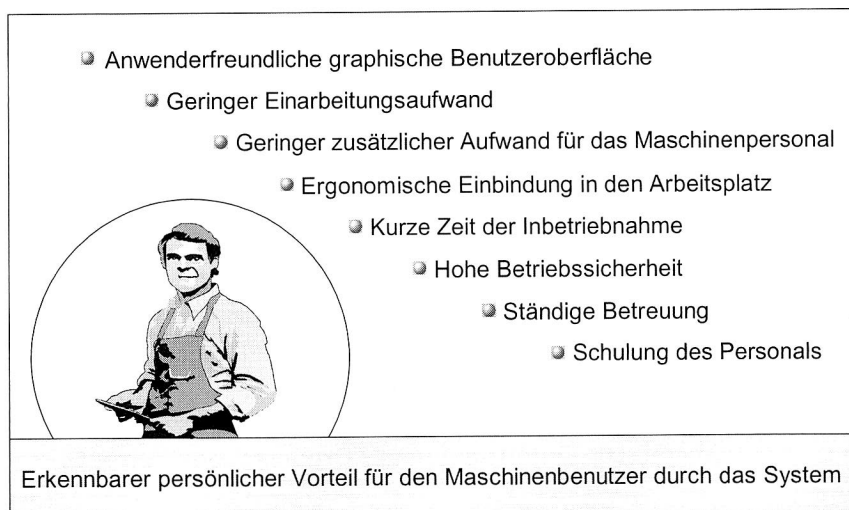 Anwenderfreundliche graphische Benutzeroberfläche
Geringer Einarbeitungsaufwand
Geringer zusätzlicher Aufwand für das Maschinenpersonal
Ergonomische Einbindung in den Arbeitsplatz
Kurze Zeit der Inbetriebnahme
Hohe Betriebssicherheit
Ständige Betreuung
Schulung des Personals
Erkennbarer persönlicher Vorteil für den Maschinenbenutzer durch das System